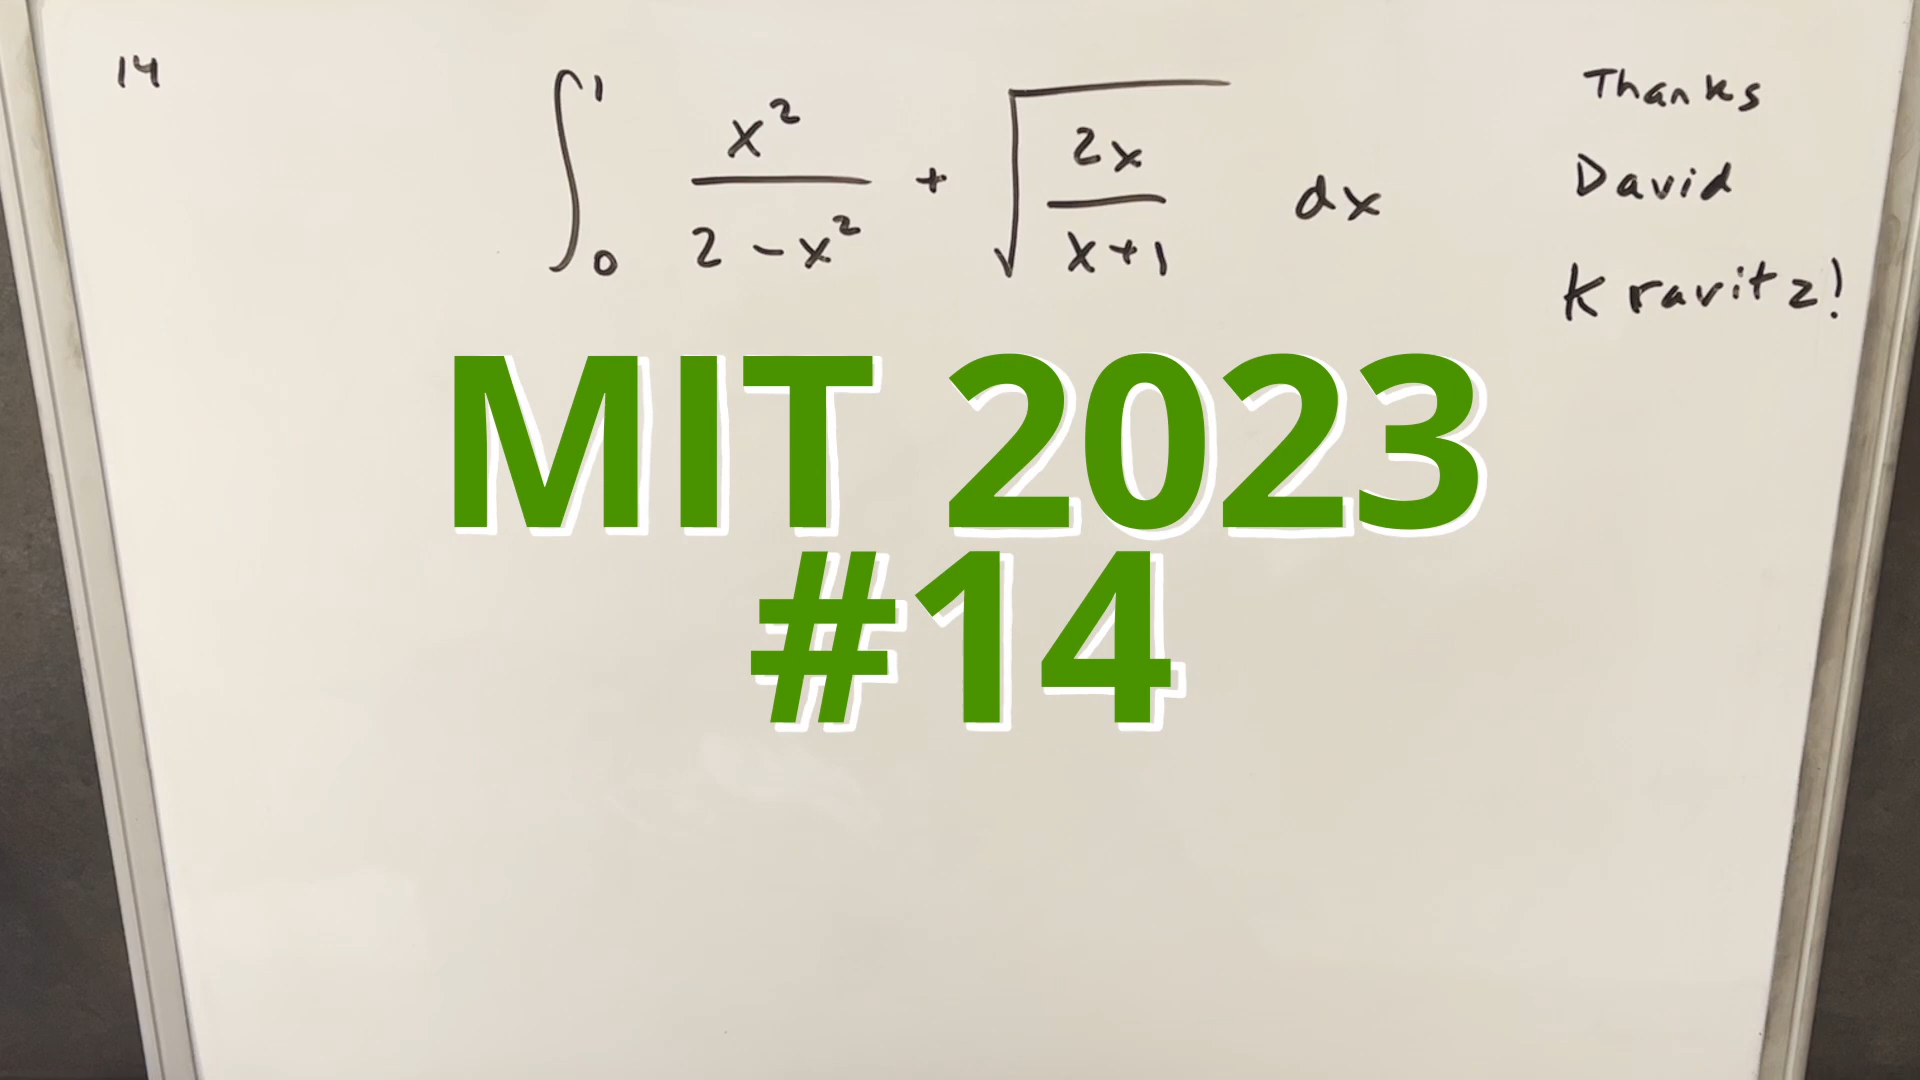 14
∫₀¹ x²/(2-x²) + √(2x/(x+1)) dx
Thanks
David
Kravitz!
MIT 2023
#14